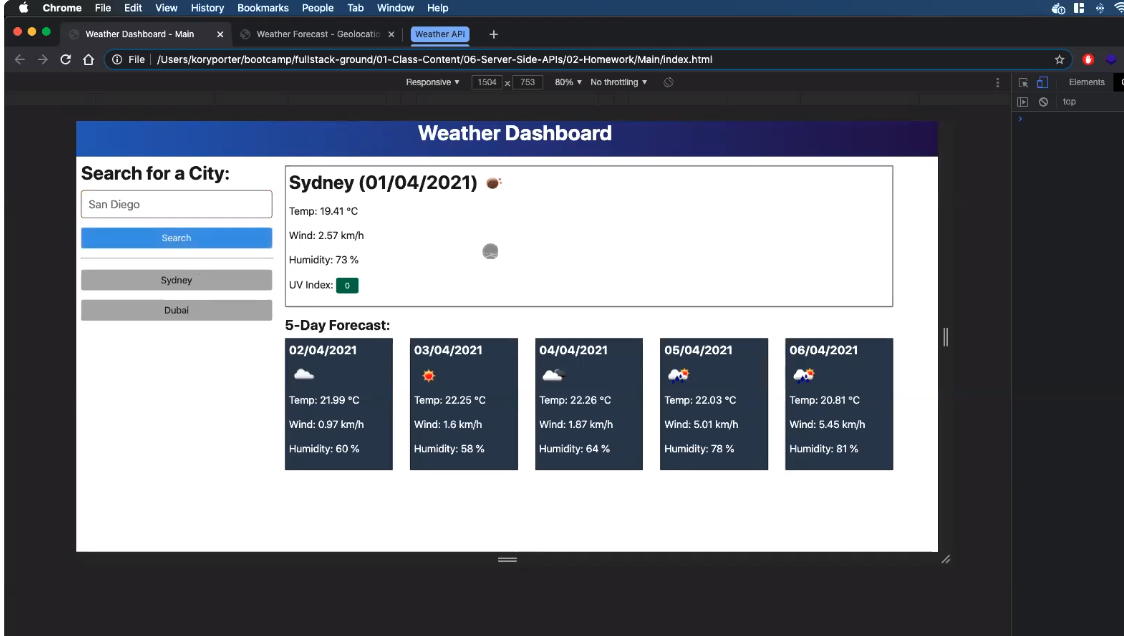 Chrome File Edit View History Bookmarks People Tab Window Help
Weather Dashboard - Main
Weather Forecast - Geolocatio
Weather API
File /Users/koryporter/bootcamp/fullstack-ground/01-Class-Content/06-Server-Side-APIs/02-Homework/Main/index.html
Responsive 1504 x 753 80% No throttling
Elements
top
Weather Dashboard
Search for a City:
San Diego
Search
Sydney
Dubai
Sydney (01/04/2021)
Temp: 19.41 °C
Wind: 2.57 km/h
Humidity: 73 %
UV Index: 0
5-Day Forecast:
02/04/2021
Temp: 21.99 °C
Wind: 0.97 km/h
Humidity: 60 %
03/04/2021
Temp: 22.25 °C
Wind: 1.6 km/h
Humidity: 58 %
04/04/2021
Temp: 22.26 °C
Wind: 1.87 km/h
Humidity: 64 %
05/04/2021
Temp: 22.03 °C
Wind: 5.01 km/h
Humidity: 78 %
06/04/2021
Temp: 20.81 °C
Wind: 5.45 km/h
Humidity: 81 %